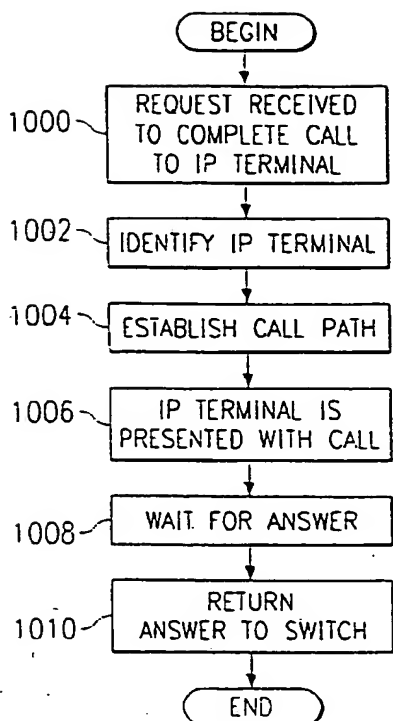 BEGIN
1000
REQUEST RECEIVED
TO COMPLETE CALL
TO IP TERMINAL
1002
IDENTIFY IP TERMINAL
1004
ESTABLISH CALL PATH
1006
IP TERMINAL IS
PRESENTED WITH CALL
1008
WAIT FOR ANSWER
1010
RETURN
ANSWER TO SWITCH
END